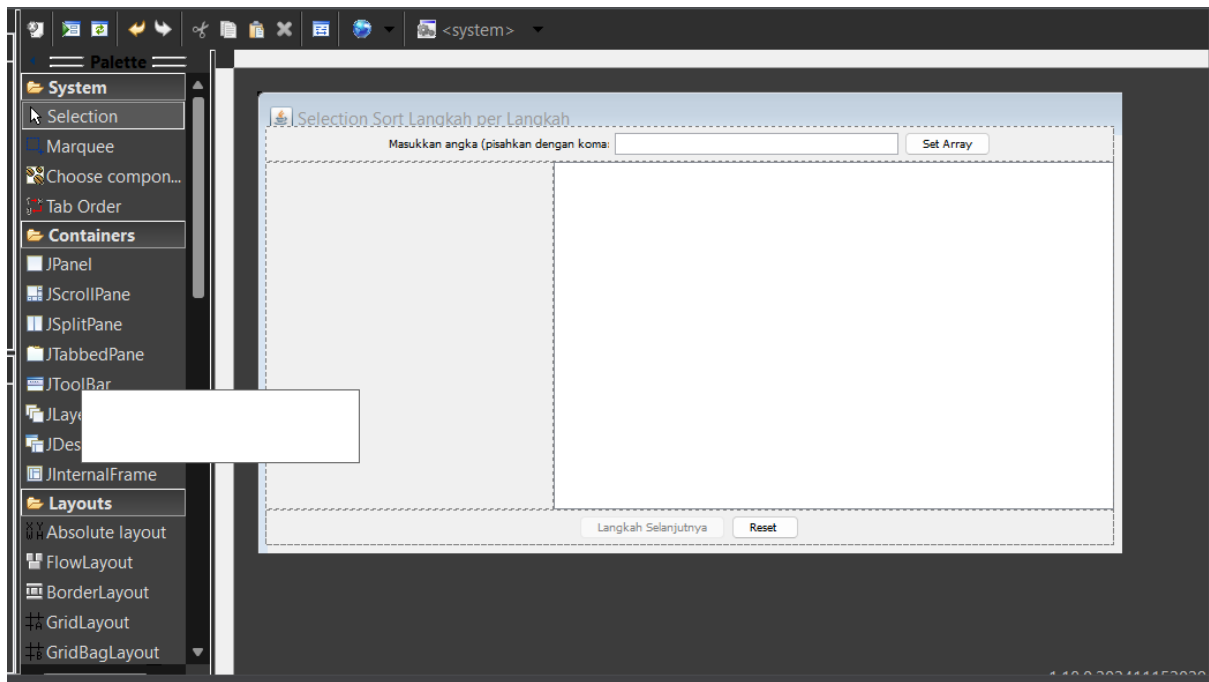 <system>
Palette
System
Selection
Marquee
Choose compon...
Tab Order
Containers
JPanel
JScrollPane
JSplitPane
JTabbedPane
JToolBar
JLaye
JDes
JInternalFrame
Layouts
Absolute layout
FlowLayout
BorderLayout
GridLayout
GridBagLayout
Selection Sort Langkah per Langkah
Masukkan angka (pisahkan dengan koma:
Set Array
Langkah Selanjutnya
Reset